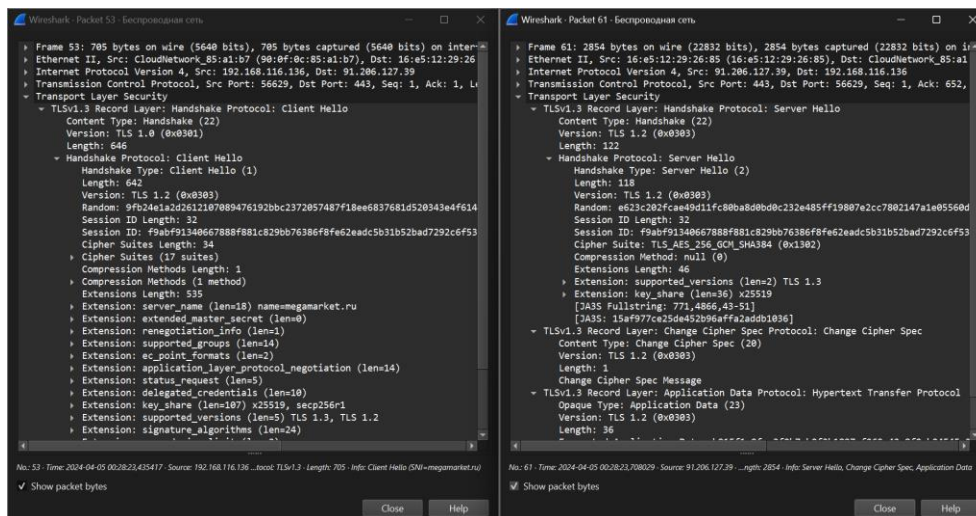 Wireshark · Packet 53 · Беспроводная сеть
Frame 53: 705 bytes on wire (5640 bits), 705 bytes captured (5640 bits) on inter
Ethernet II, Src: CloudNetwork_85:a1:b7 (90:0f:0c:85:a1:b7), Dst: 16:e5:12:29:26
Internet Protocol Version 4, Src: 192.168.116.136, Dst: 91.206.127.39
Transmission Control Protocol, Src Port: 56629, Dst Port: 443, Seq: 1, Ack: 1, Le
Transport Layer Security
TLSv1.3 Record Layer: Handshake Protocol: Client Hello
Content Type: Handshake (22)
Version: TLS 1.0 (0x0301)
Length: 646
Handshake Protocol: Client Hello
Handshake Type: Client Hello (1)
Length: 642
Version: TLS 1.2 (0x0303)
Random: 9fb24e1a2d2612107089476192bbc2372057487f18ee6837681d520343e4f614
Session ID Length: 32
Session ID: f9abf91340667888f881c829bb76386f8fe62eadc5b31b52bad7292c6f53
Cipher Suites Length: 34
Cipher Suites (17 suites)
Compression Methods Length: 1
Compression Methods (1 method)
Extensions Length: 535
Extension: server_name (len=18) name=megamarket.ru
Extension: extended_master_secret (len=0)
Extension: renegotiation_info (len=1)
Extension: supported_groups (len=14)
Extension: ec_point_formats (len=2)
Extension: application_layer_protocol_negotiation (len=14)
Extension: status_request (len=5)
Extension: delegated_credentials (len=10)
Extension: key_share (len=107) x25519, secp256r1
Extension: supported_versions (len=5) TLS 1.3, TLS 1.2
Extension: signature_algorithms (len=24)
No.: 53 · Time: 2024-04-05 00:28:23,435417 · Source: 192.168.116.136 ...tocol: TLSv1.3 · Length: 705 · Info: Client Hello (SNI=megamarket.ru)
Show packet bytes
Close Help
Wireshark · Packet 61 · Беспроводная сеть
Frame 61: 2854 bytes on wire (22832 bits), 2854 bytes captured (22832 bits) on in
Ethernet II, Src: 16:e5:12:29:26:85 (16:e5:12:29:26:85), Dst: CloudNetwork_85:a1
Internet Protocol Version 4, Src: 91.206.127.39, Dst: 192.168.116.136
Transmission Control Protocol, Src Port: 443, Dst Port: 56629, Seq: 1, Ack: 652,
Transport Layer Security
TLSv1.3 Record Layer: Handshake Protocol: Server Hello
Content Type: Handshake (22)
Version: TLS 1.2 (0x0303)
Length: 122
Handshake Protocol: Server Hello
Handshake Type: Server Hello (2)
Length: 118
Version: TLS 1.2 (0x0303)
Random: e623c202fcae49d11fc80ba8d0bd0c232e485ff19807e2cc7802147a1e05560d
Session ID Length: 32
Session ID: f9abf91340667888f881c829bb76386f8fe62eadc5b31b52bad7292c6f53
Cipher Suite: TLS_AES_256_GCM_SHA384 (0x1302)
Compression Method: null (0)
Extensions Length: 46
Extension: supported_versions (len=2) TLS 1.3
Extension: key_share (len=36) x25519
[JA3S Fullstring: 771,4866,43-51]
[JA3S: 15af977ce25de452b96affa2addb1036]
TLSv1.3 Record Layer: Change Cipher Spec Protocol: Change Cipher Spec
Content Type: Change Cipher Spec (20)
Version: TLS 1.2 (0x0303)
Length: 1
Change Cipher Spec Message
TLSv1.3 Record Layer: Application Data Protocol: Hypertext Transfer Protocol
Opaque Type: Application Data (23)
Version: TLS 1.2 (0x0303)
Length: 36
No.: 61 · Time: 2024-04-05 00:28:23,708029 · Source: 91.206.127.39 · ...ngth: 2854 · Info: Server Hello, Change Cipher Spec, Application Data
Show packet bytes
Close Help